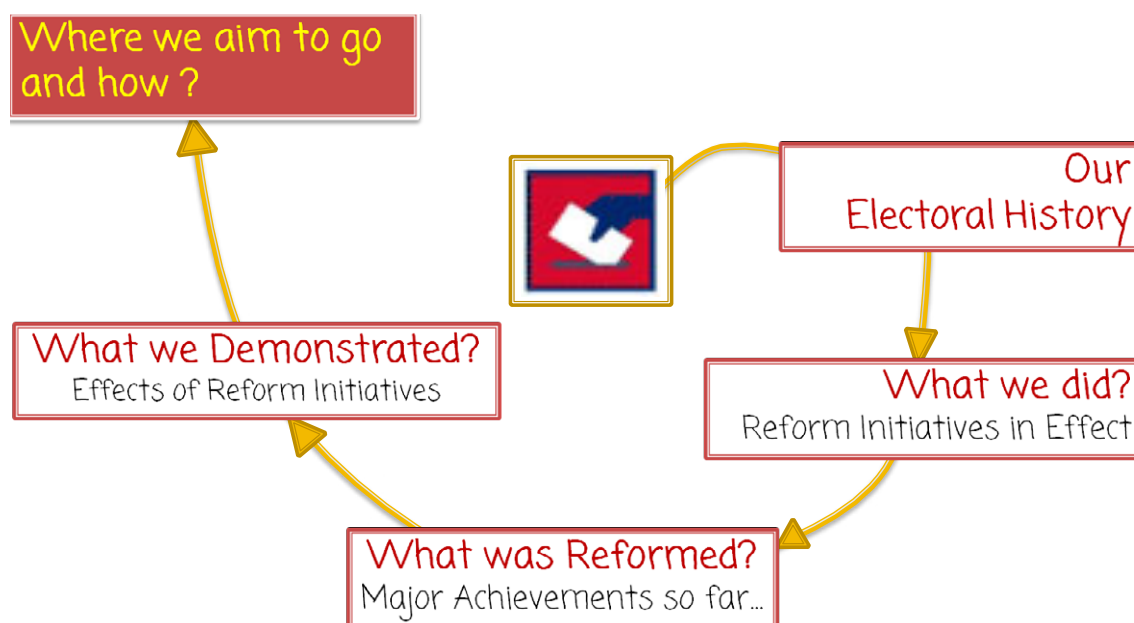 Where we aim to go
and how ?
Our
Electoral History
What we did?
Reform Initiatives in Effect
What was Reformed?
Major Achievements so far...
What we Demonstrated?
Effects of Reform Initiatives